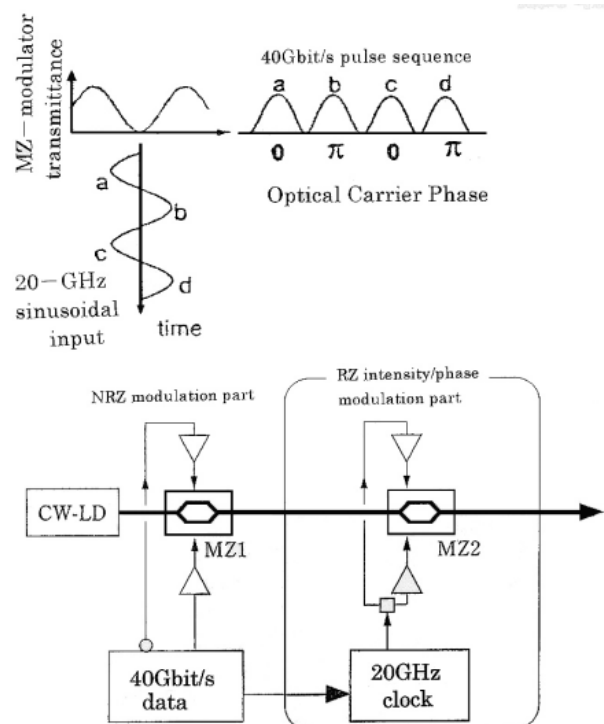 40Gbit/s pulse sequence
a b c d
MZ-modulator
transmittance
0 π 0 π
Optical Carrier Phase
a
b
c
d
20-GHz
sinusoidal
input
time
RZ intensity/phase
modulation part
NRZ modulation part
CW-LD
MZ1
MZ2
40Gbit/s
data
20GHz
clock